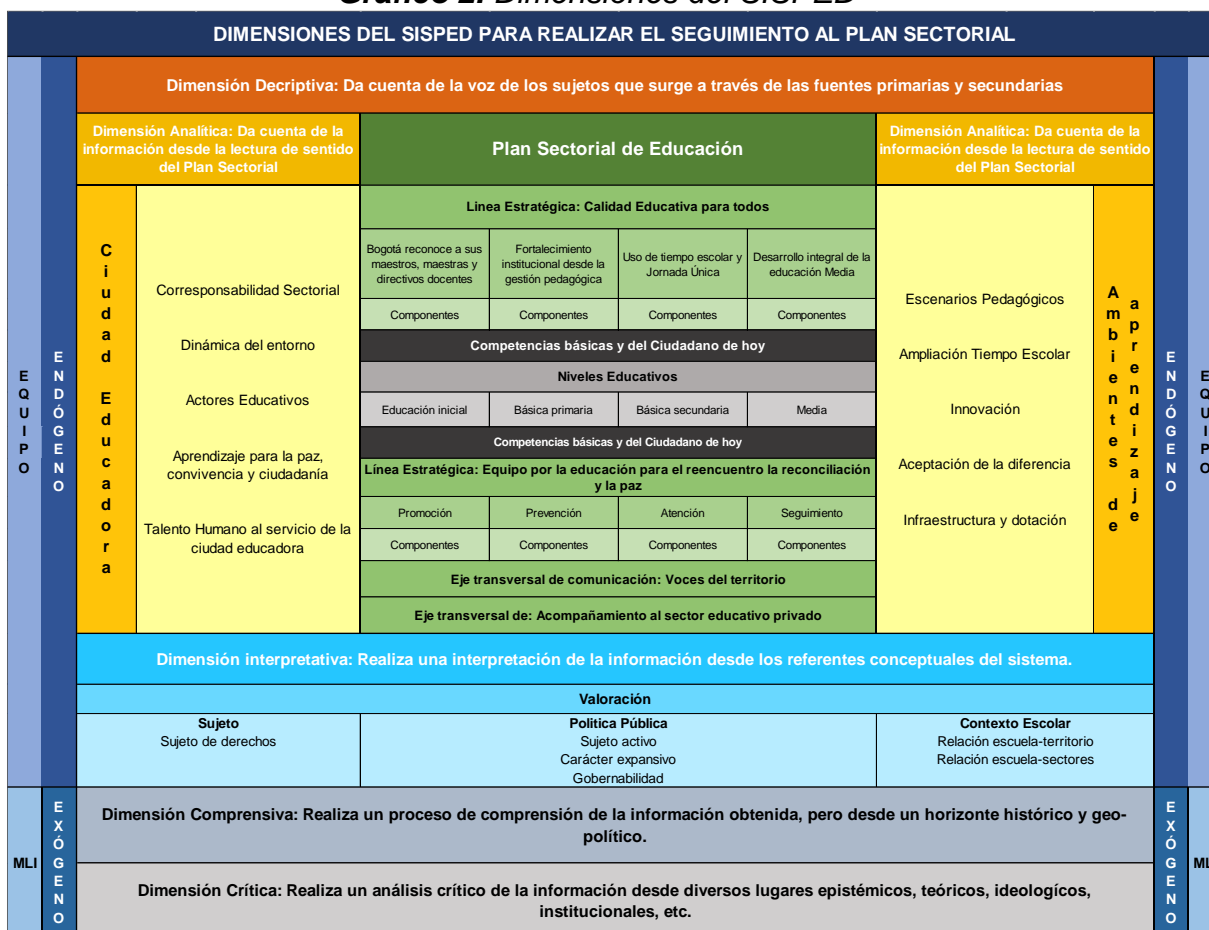 Gráfico 2. Dimensiones del SISPED
DIMENSIONES DEL SISPED PARA REALIZAR EL SEGUIMIENTO AL PLAN SECTORIAL
Dimensión Decriptiva: Da cuenta de la voz de los sujetos que surge a través de las fuentes primarias y secundarias
Dimensión Analítica: Da cuenta de la
información desde la lectura de sentido
del Plan Sectorial
Plan Sectorial de Educación
Dimensión Analítica: Da cuenta de la
información desde la lectura de sentido
del Plan Sectorial
EQUIPO
ENDÓGENO
Ciudad Educadora
Corresponsabilidad Sectorial
Dinámica del entorno
Actores Educativos
Aprendizaje para la paz,
convivencia y ciudadanía
Talento Humano al servicio de la
ciudad educadora
Linea Estratégica: Calidad Educativa para todos
Bogotá reconoce a sus
maestros, maestras y
directivos docentes
Fortalecimiento
institucional desde la
gestión pedagógica
Uso de tiempo escolar y
Jornada Única
Desarrollo integral de la
educación Media
Componentes
Componentes
Componentes
Componentes
Competencias básicas y del Ciudadano de hoy
Niveles Educativos
Educación inicial
Básica primaria
Básica secundaria
Media
Competencias básicas y del Ciudadano de hoy
Línea Estratégica: Equipo por la educación para el reencuentro la reconciliación
y la paz
Promoción
Prevención
Atención
Seguimiento
Componentes
Componentes
Componentes
Componentes
Eje transversal de comunicación: Voces del territorio
Eje transversal de: Acompañamiento al sector educativo privado
Escenarios Pedagógicos
Ampliación Tiempo Escolar
Innovación
Aceptación de la diferencia
Infraestructura y dotación
Ambientes de
aprendizaje
ENDÓGENO
EQUIPO
Dimensión interpretativa: Realiza una interpretación de la información desde los referentes conceptuales del sistema.
Valoración
Sujeto
Sujeto de derechos
Politica Pública
Sujeto activo
Carácter expansivo
Gobernabilidad
Contexto Escolar
Relación escuela-territorio
Relación escuela-sectores
MLI
EXÓGENO
Dimensión Comprensiva: Realiza un proceso de comprensión de la información obtenida, pero desde un horizonte histórico y geo-
político.
Dimensión Crítica: Realiza un análisis crítico de la información desde diversos lugares epistémicos, teóricos, ideologícos,
institucionales, etc.
EXÓGENO